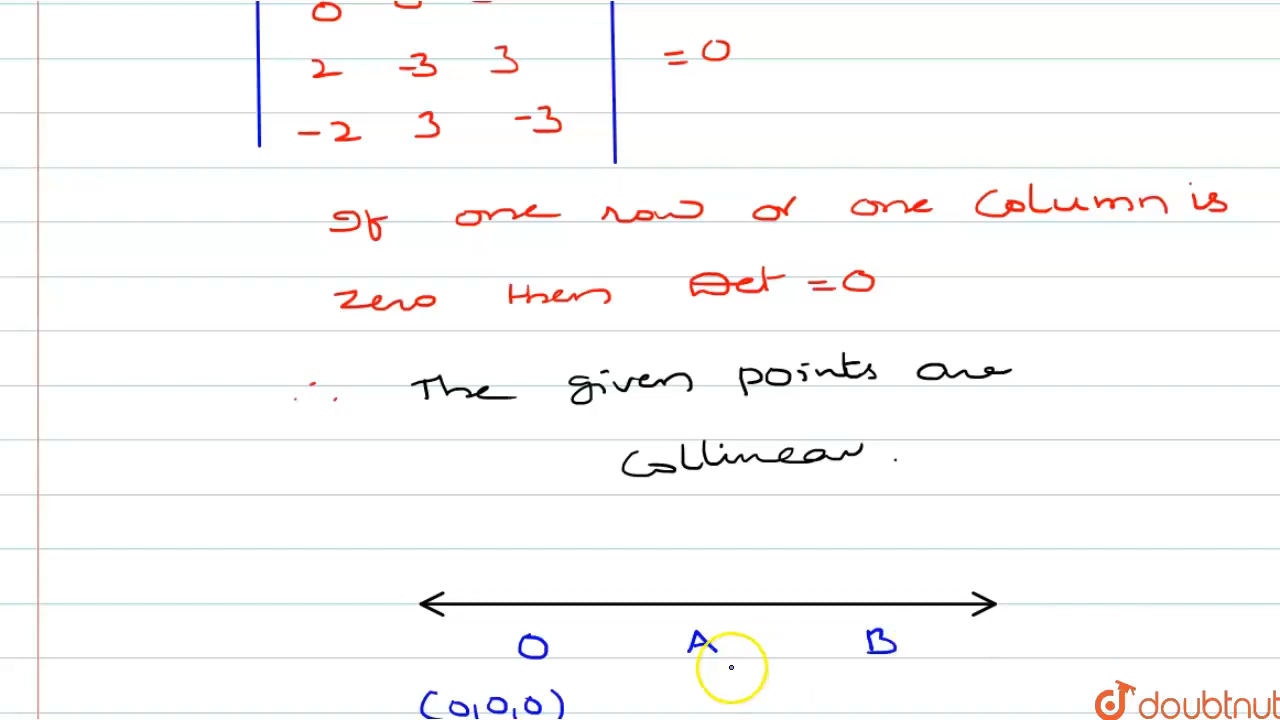 0
2 -3 3 = 0
-2 3 -3
If one row or one column is
zero then Det = 0
∴ The given points are
collinear.
O A B
(0,0,0)
doubtnut